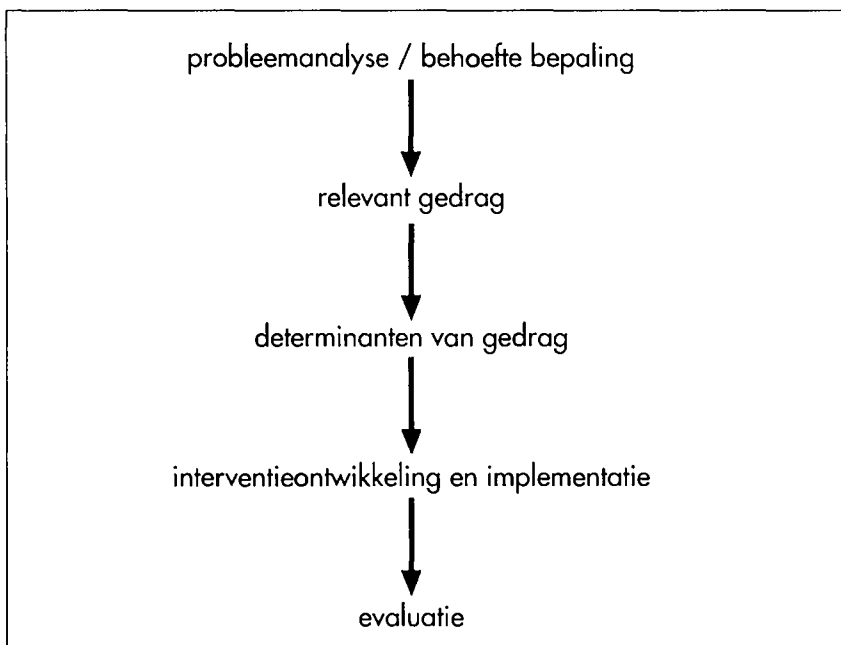 probleemanalyse / behoefte bepaling
relevant gedrag
determinanten van gedrag
interventieontwikkeling en implementatie
evaluatie